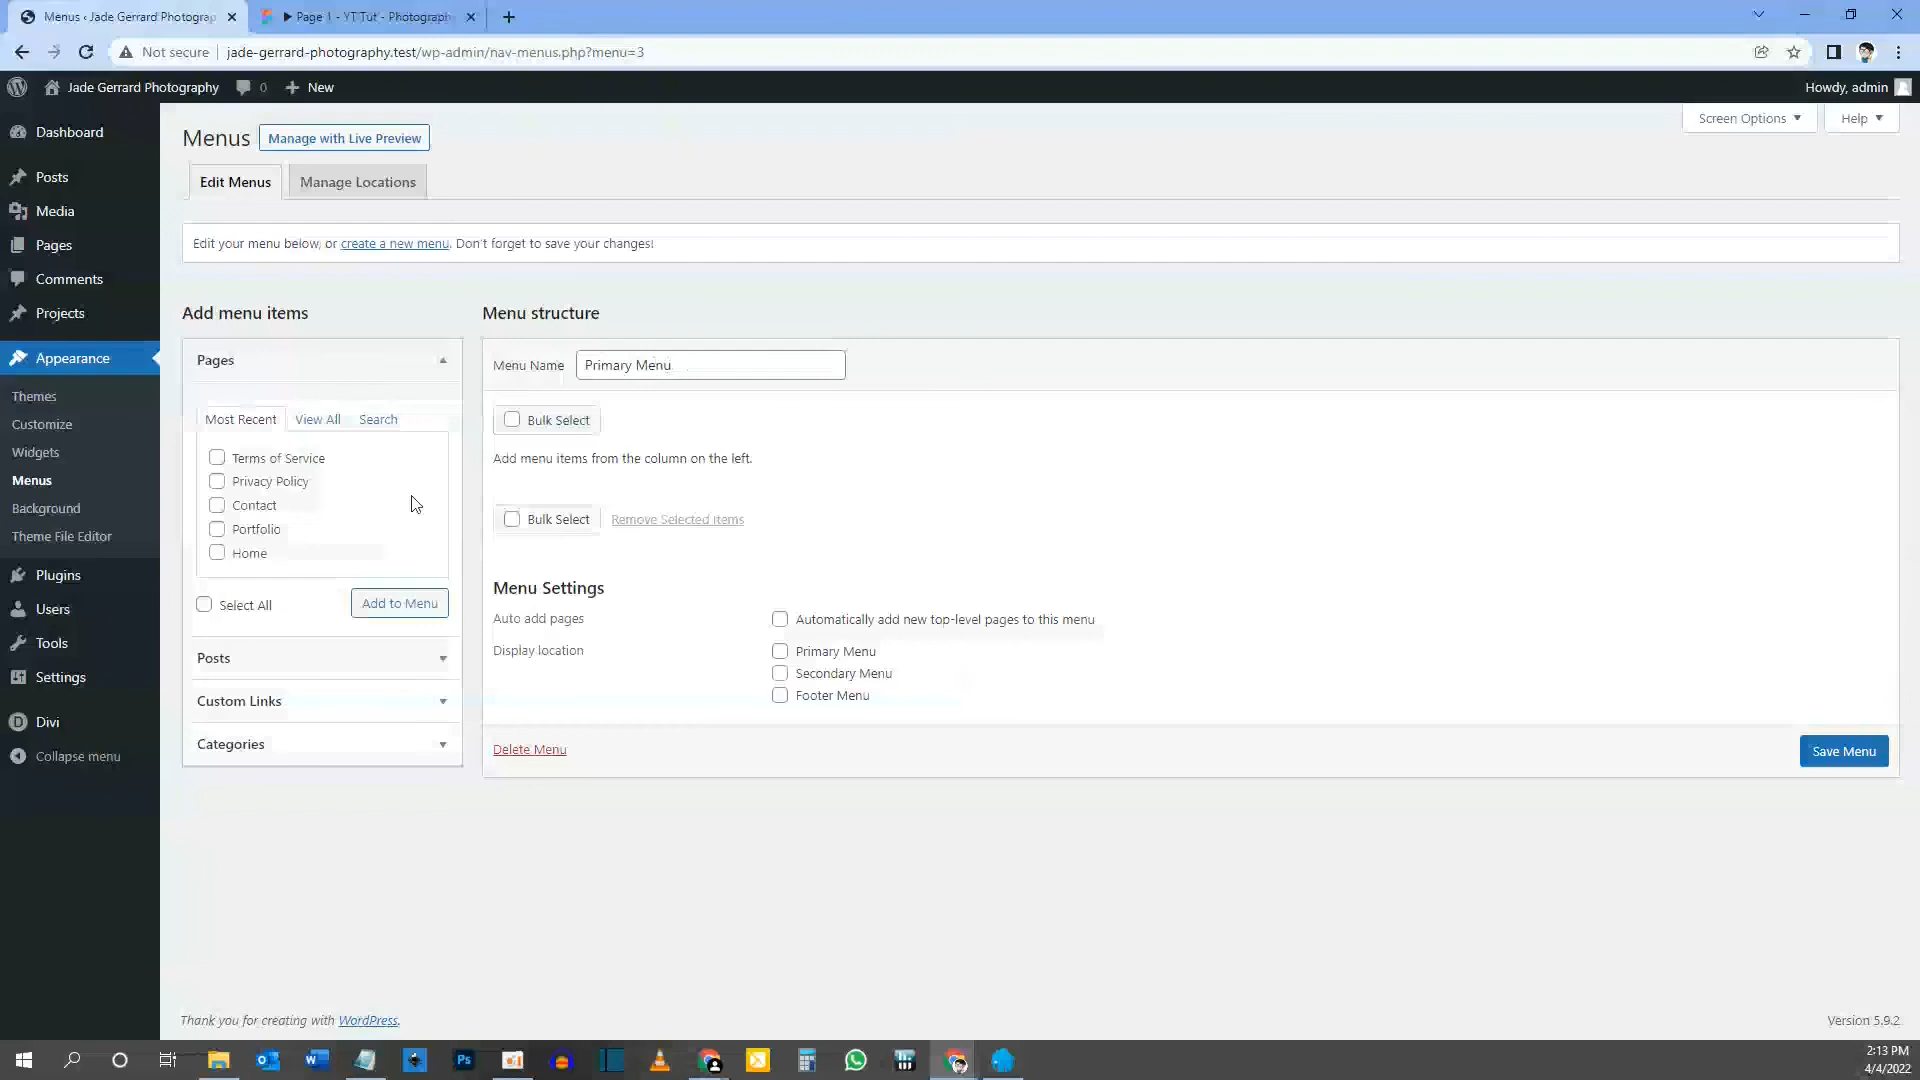 Menus ‹ Jade Gerrard Photograp
Page 1 - YT Tut - Photograph
Not secure
jade-gerrard-photography.test/wp-admin/nav-menus.php?menu=3
Jade Gerrard Photography 0 New
Howdy, admin
Dashboard
Posts
Media
Pages
Comments
Projects
Appearance
Themes
Customize
Widgets
Menus
Background
Theme File Editor
Plugins
Users
Tools
Settings
Divi
Collapse menu
Menus
Manage with Live Preview
Screen Options
Help
Edit Menus
Manage Locations
Edit your menu below, or create a new menu. Don't forget to save your changes!
Add menu items
Pages
Most Recent View All Search
Terms of Service
Privacy Policy
Contact
Portfolio
Home
Select All
Add to Menu
Posts
Custom Links
Categories
Menu structure
Menu Name Primary Menu
Bulk Select
Add menu items from the column on the left.
Bulk Select Remove Selected Items
Menu Settings
Auto add pages
Automatically add new top-level pages to this menu
Display location
Primary Menu
Secondary Menu
Footer Menu
Delete Menu
Save Menu
Thank you for creating with WordPress.
Version 5.9.2
2:13 PM
4/4/2022